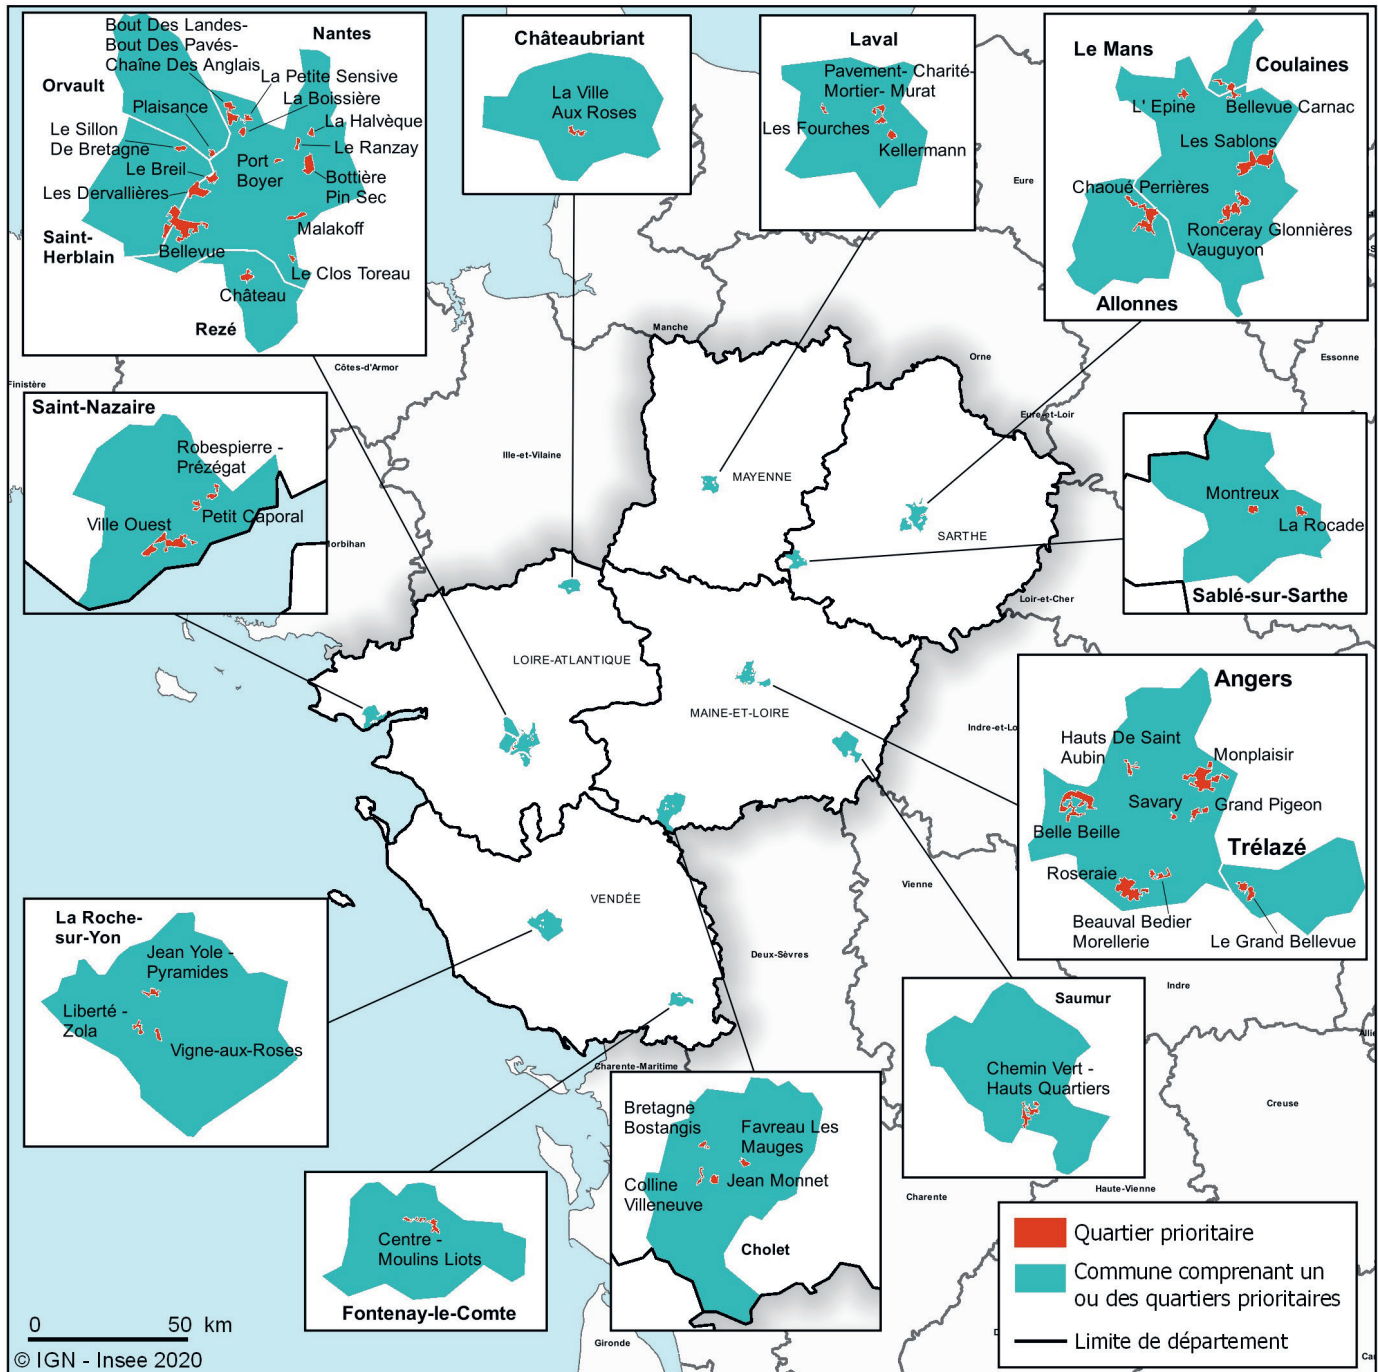 Bout Des Landes-
Bout Des Pavés-
Chaîne Des Anglais
Nantes
La Petite Sensive
Orvault
La Boissière
Plaisance
La Halvèque
Le Sillon
De Bretagne
Le Ranzay
Port
Boyer
Le Breil
Bottière
Pin Sec
Les Dervallières
Malakoff
Saint-
Herblain
Bellevue
Le Clos Toreau
Château
Rezé
Châteaubriant
La Ville
Aux Roses
Laval
Pavement- Charité-
Mortier- Murat
Les Fourches
Kellermann
Le Mans
Coulaines
L' Epine
Bellevue Carnac
Les Sablons
Chaoué Perrières
Ronceray Glonnières
Vauguyon
Allonnes
Eure
Manche
Orne
Essonne
Côtes-d'Armor
Finistère
Eure-et-Loir
Ille-et-Vilaine
Saint-Nazaire
Robespierre -
Prézégat
Petit Caporal
Ville Ouest
Morbihan
MAYENNE
SARTHE
Montreux
La Rocade
Sablé-sur-Sarthe
Loir-et-Cher
LOIRE-ATLANTIQUE
MAINE-ET-LOIRE
Indre-et-Lo
Angers
Hauts De Saint
Aubin
Monplaisir
Savary
Grand Pigeon
Belle Beille
Trélazé
Roseraie
Beauval Bedier
Morellerie
Le Grand Bellevue
Vienne
VENDÉE
Deux-Sèvres
Indre
La Roche-
sur-Yon
Jean Yole -
Pyramides
Liberté -
Zola
Vigne-aux-Roses
Saumur
Chemin Vert -
Hauts Quartiers
Allie
Charente-Maritime
Creuse
Bretagne
Bostangis
Favreau Les
Mauges
Colline
Villeneuve
Jean Monnet
Cholet
Charente
Haute-Vienne
Centre -
Moulins Liots
Fontenay-le-Comte
Gironde
Quartier prioritaire
Commune comprenant un
ou des quartiers prioritaires
Limite de département
0 50 km
© IGN - Insee 2020